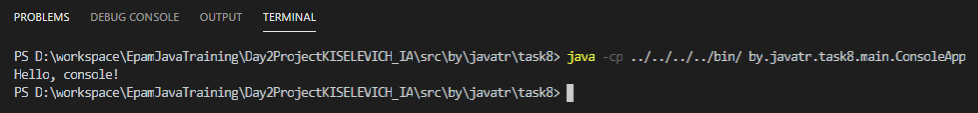 PROBLEMS DEBUG CONSOLE OUTPUT TERMINAL
PS D:\workspace\EpamJavaTraining\Day2ProjectKISELEVICH_IA\src\by\javatr\task8> java -cp ../../../../bin/ by.javatr.task8.main.ConsoleApp
Hello, console!
PS D:\workspace\EpamJavaTraining\Day2ProjectKISELEVICH_IA\src\by\javatr\task8>